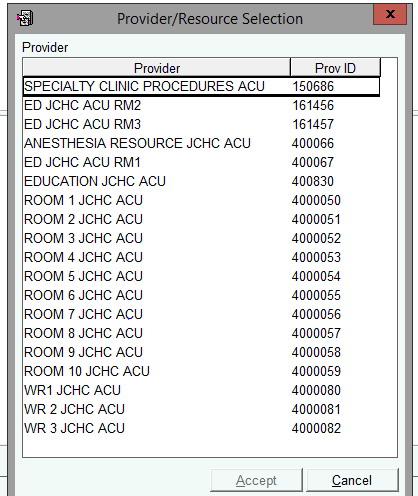 Provider/Resource Selection
x
Provider
Provider Prov ID
SPECIALTY CLINIC PROCEDURES ACU 150686
ED JCHC ACU RM2 161456
ED JCHC ACU RM3 161457
ANESTHESIA RESOURCE JCHC ACU 400066
ED JCHC ACU RM1 400067
EDUCATION JCHC ACU 400830
ROOM 1 JCHC ACU 4000050
ROOM 2 JCHC ACU 4000051
ROOM 3 JCHC ACU 4000052
ROOM 4 JCHC ACU 4000053
ROOM 5 JCHC ACU 4000054
ROOM 6 JCHC ACU 4000055
ROOM 7 JCHC ACU 4000056
ROOM 8 JCHC ACU 4000057
ROOM 9 JCHC ACU 4000058
ROOM 10 JCHC ACU 4000059
WR1 JCHC ACU 4000080
WR 2 JCHC ACU 4000081
WR 3 JCHC ACU 4000082
Accept Cancel